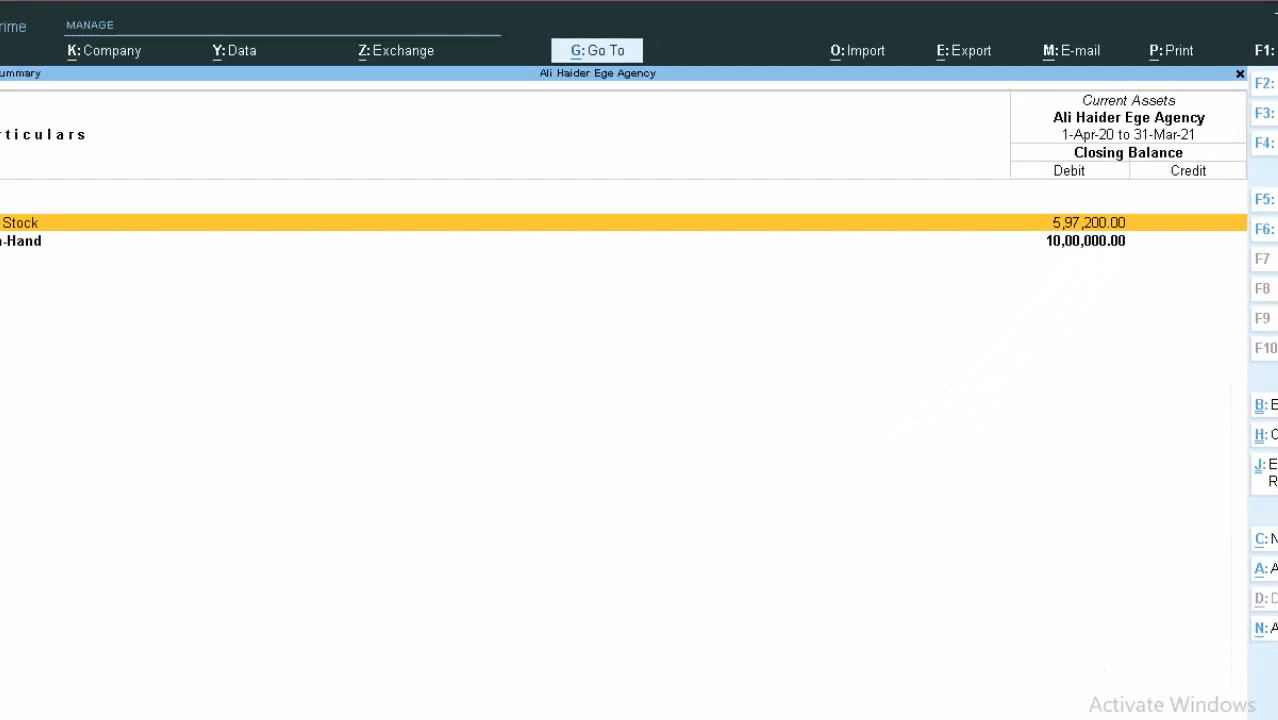 rime
MANAGE
K: Company Y: Data Z: Exchange G: Go To O: Import E: Export M: E-mail P: Print F1:
ummary Ali Haider Ege Agency x
F2:
Current Assets
Ali Haider Ege Agency
F3:
rticulars 1-Apr-20 to 31-Mar-21
F4:
Closing Balance
Debit Credit
F5:
Stock 5,97,200.00
F6:
-Hand 10,00,000.00
F7
F8
F9
F10
B: E
H: C
J: E
R
C: N
A: A
D: D
N: A
Activate Windows